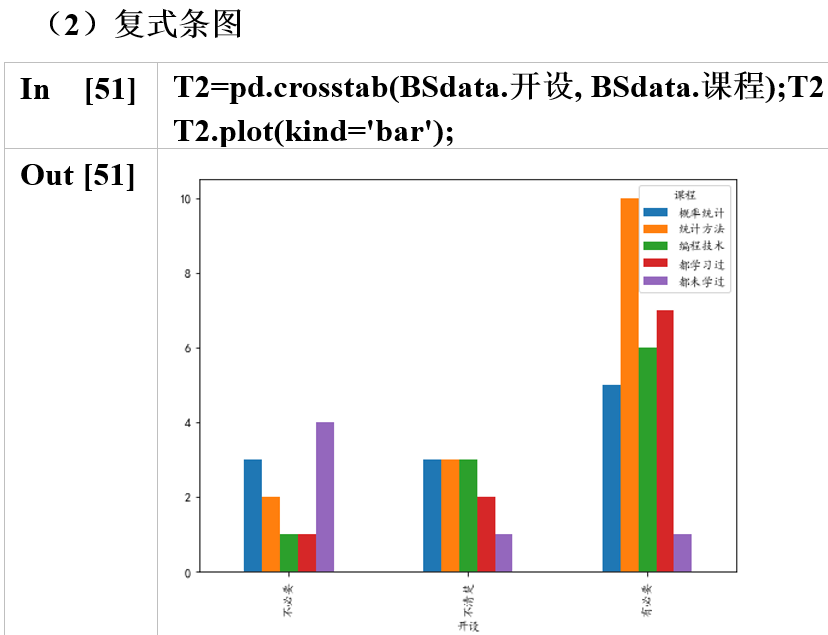 （2）复式条图
In [51]
T2=pd.crosstab(BSdata.开设, BSdata.课程);T2
T2.plot(kind='bar');
Out [51]
课程
概率统计
统计方法
编程技术
都学习过
都未学过
10
8
6
4
2
0
不必要
不清楚
有必要
开设